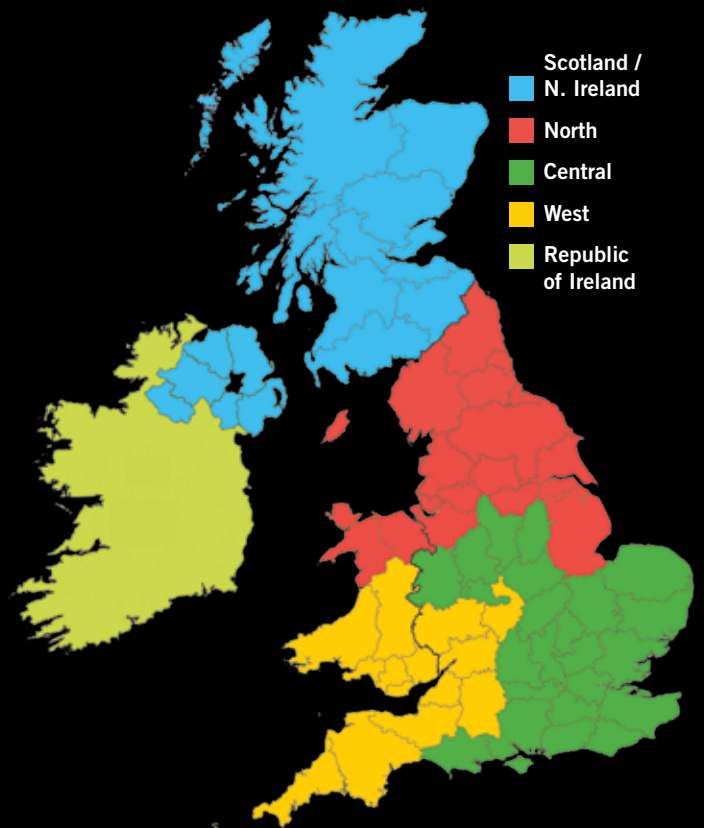 Scotland /
N. Ireland
North
Central
West
Republic
of Ireland